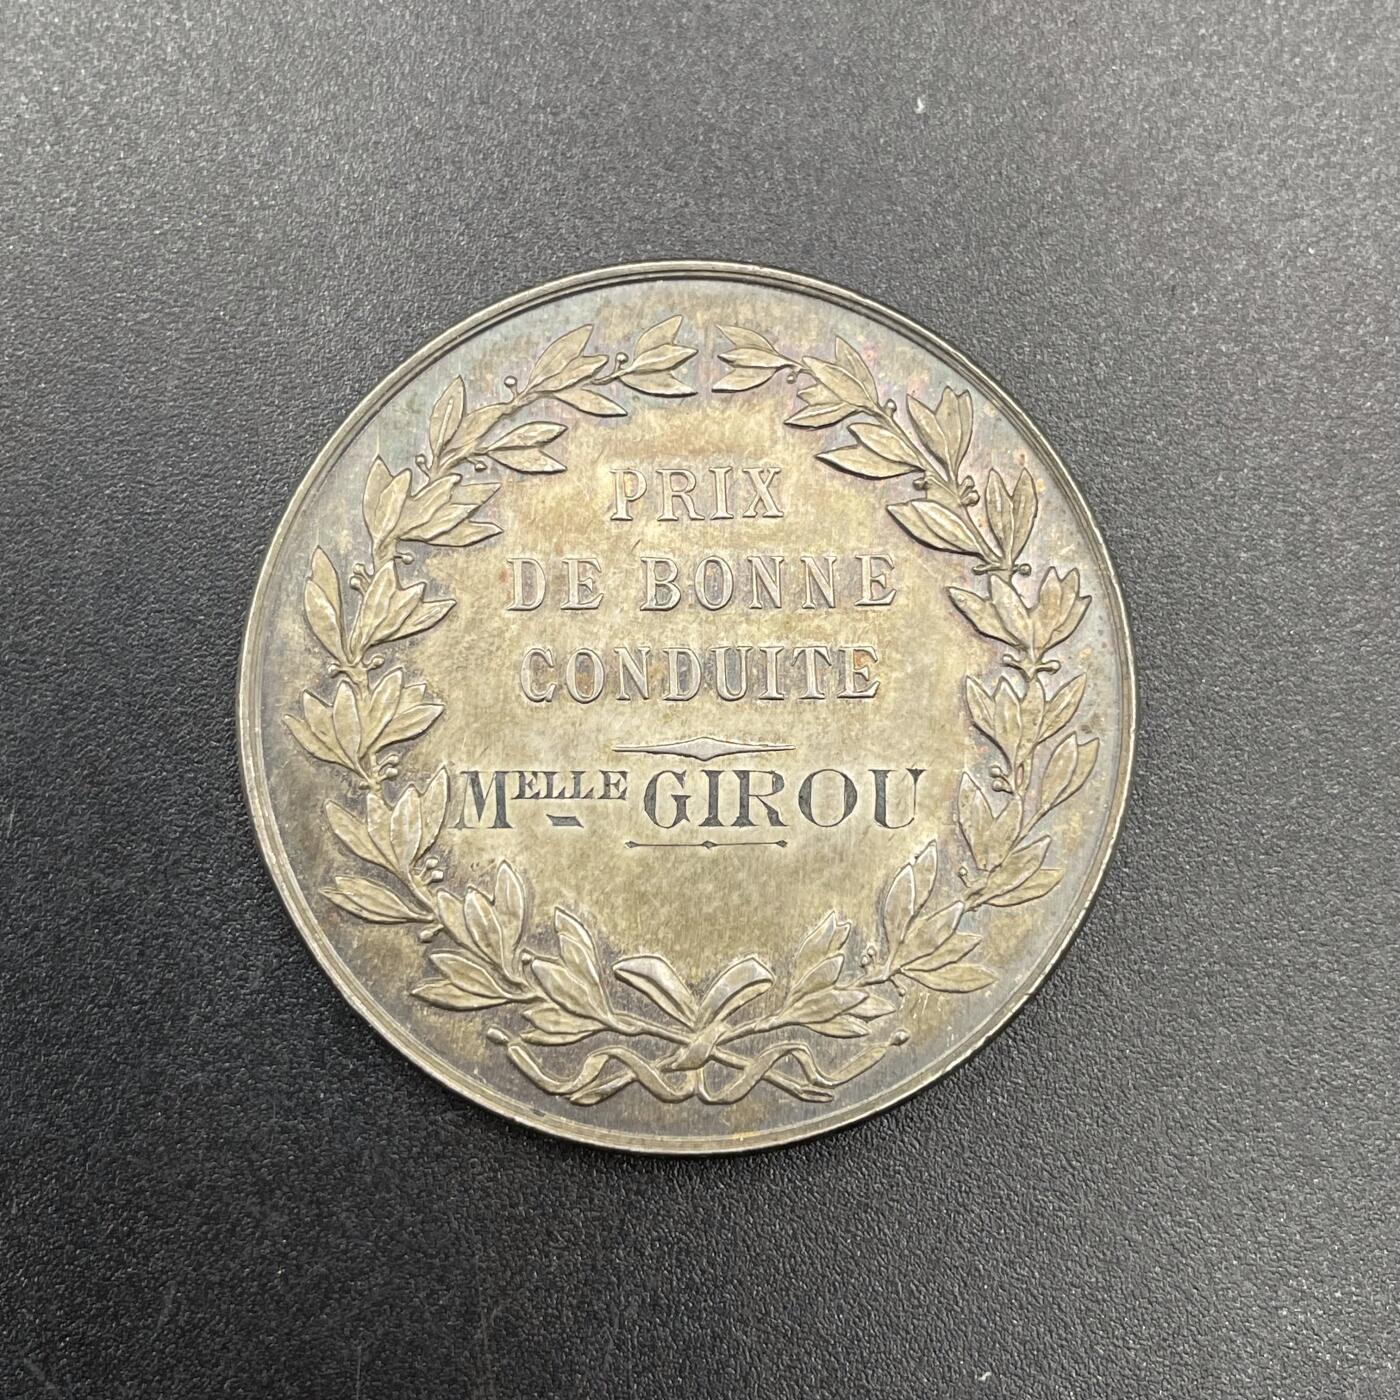 PRIX
DE BONNE
CONDUITE
MELLE GIROU